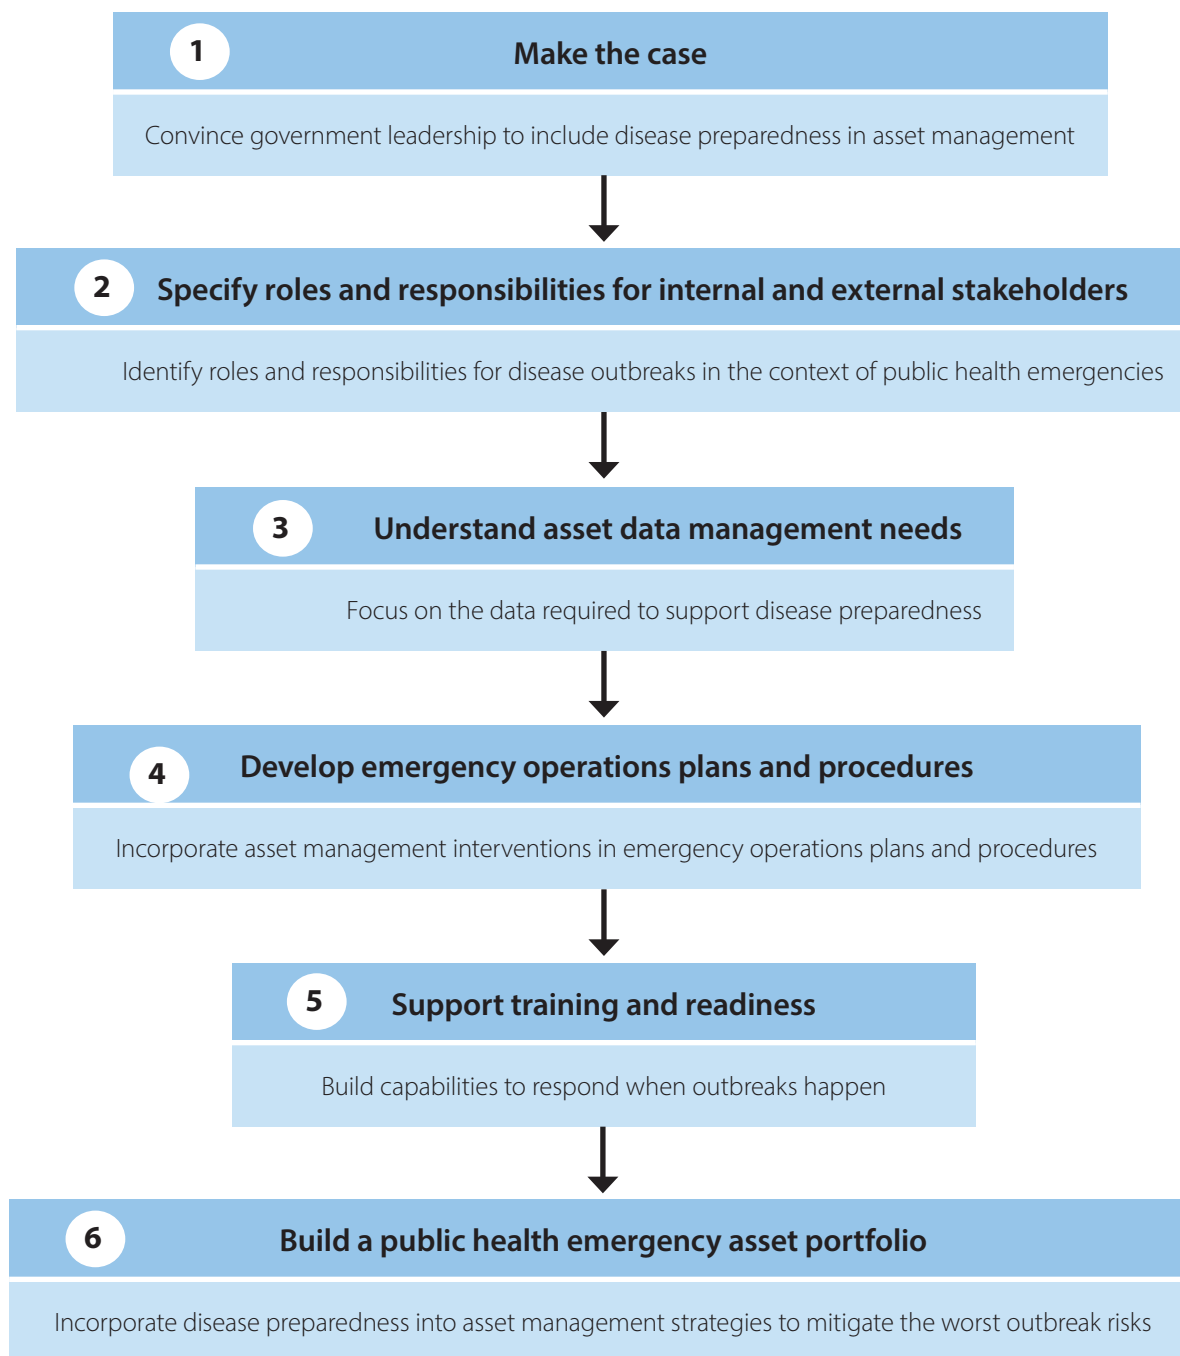 1
Make the case
Convince government leadership to include disease preparedness in asset management
2
Specify roles and responsibilities for internal and external stakeholders
Identify roles and responsibilities for disease outbreaks in the context of public health emergencies
3
Understand asset data management needs
Focus on the data required to support disease preparedness
4
Develop emergency operations plans and procedures
Incorporate asset management interventions in emergency operations plans and procedures
5
Support training and readiness
Build capabilities to respond when outbreaks happen
6
Build a public health emergency asset portfolio
Incorporate disease preparedness into asset management strategies to mitigate the worst outbreak risks